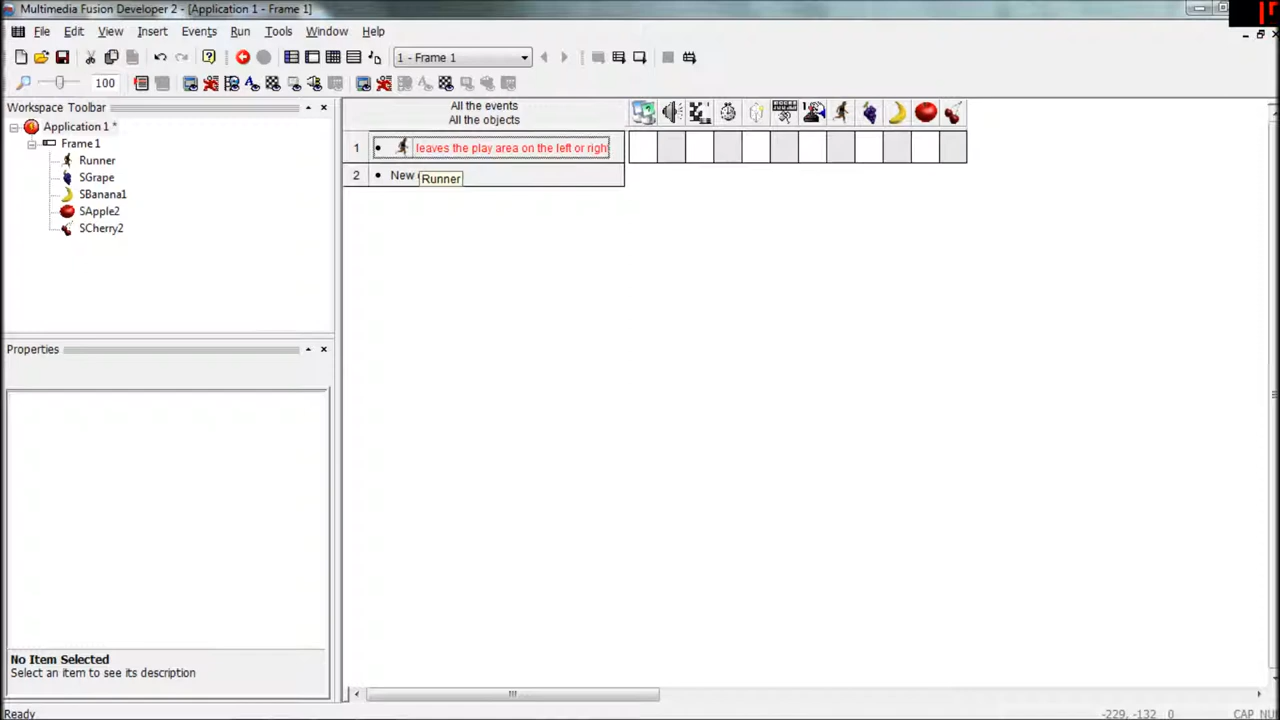 Multimedia Fusion Developer 2 - [Application 1 - Frame 1]
File Edit View Insert Events Run Tools Window Help
1 - Frame 1
100
Workspace Toolbar
Application 1 *
Frame 1
Runner
SGrape
SBanana1
SApple2
SCherry2
All the events
All the objects
1 • leaves the play area on the left or righ
2 • New
Runner
Properties
No Item Selected
Select an item to see its description
Ready
-229, -132 0
CAP NU